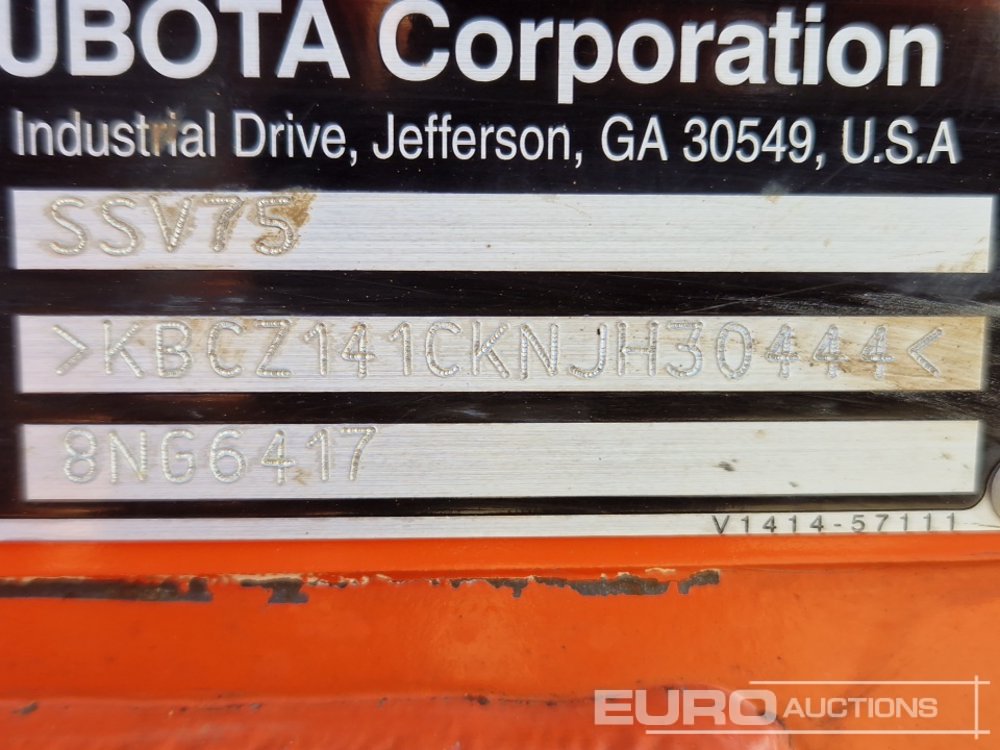 UBOTA Corporation
Industrial Drive, Jefferson, GA 30549, U.S.A
SSV75
>KBCZ141CKNJH30444<
8NG6417
V1414-57111
EURO AUCTIONS